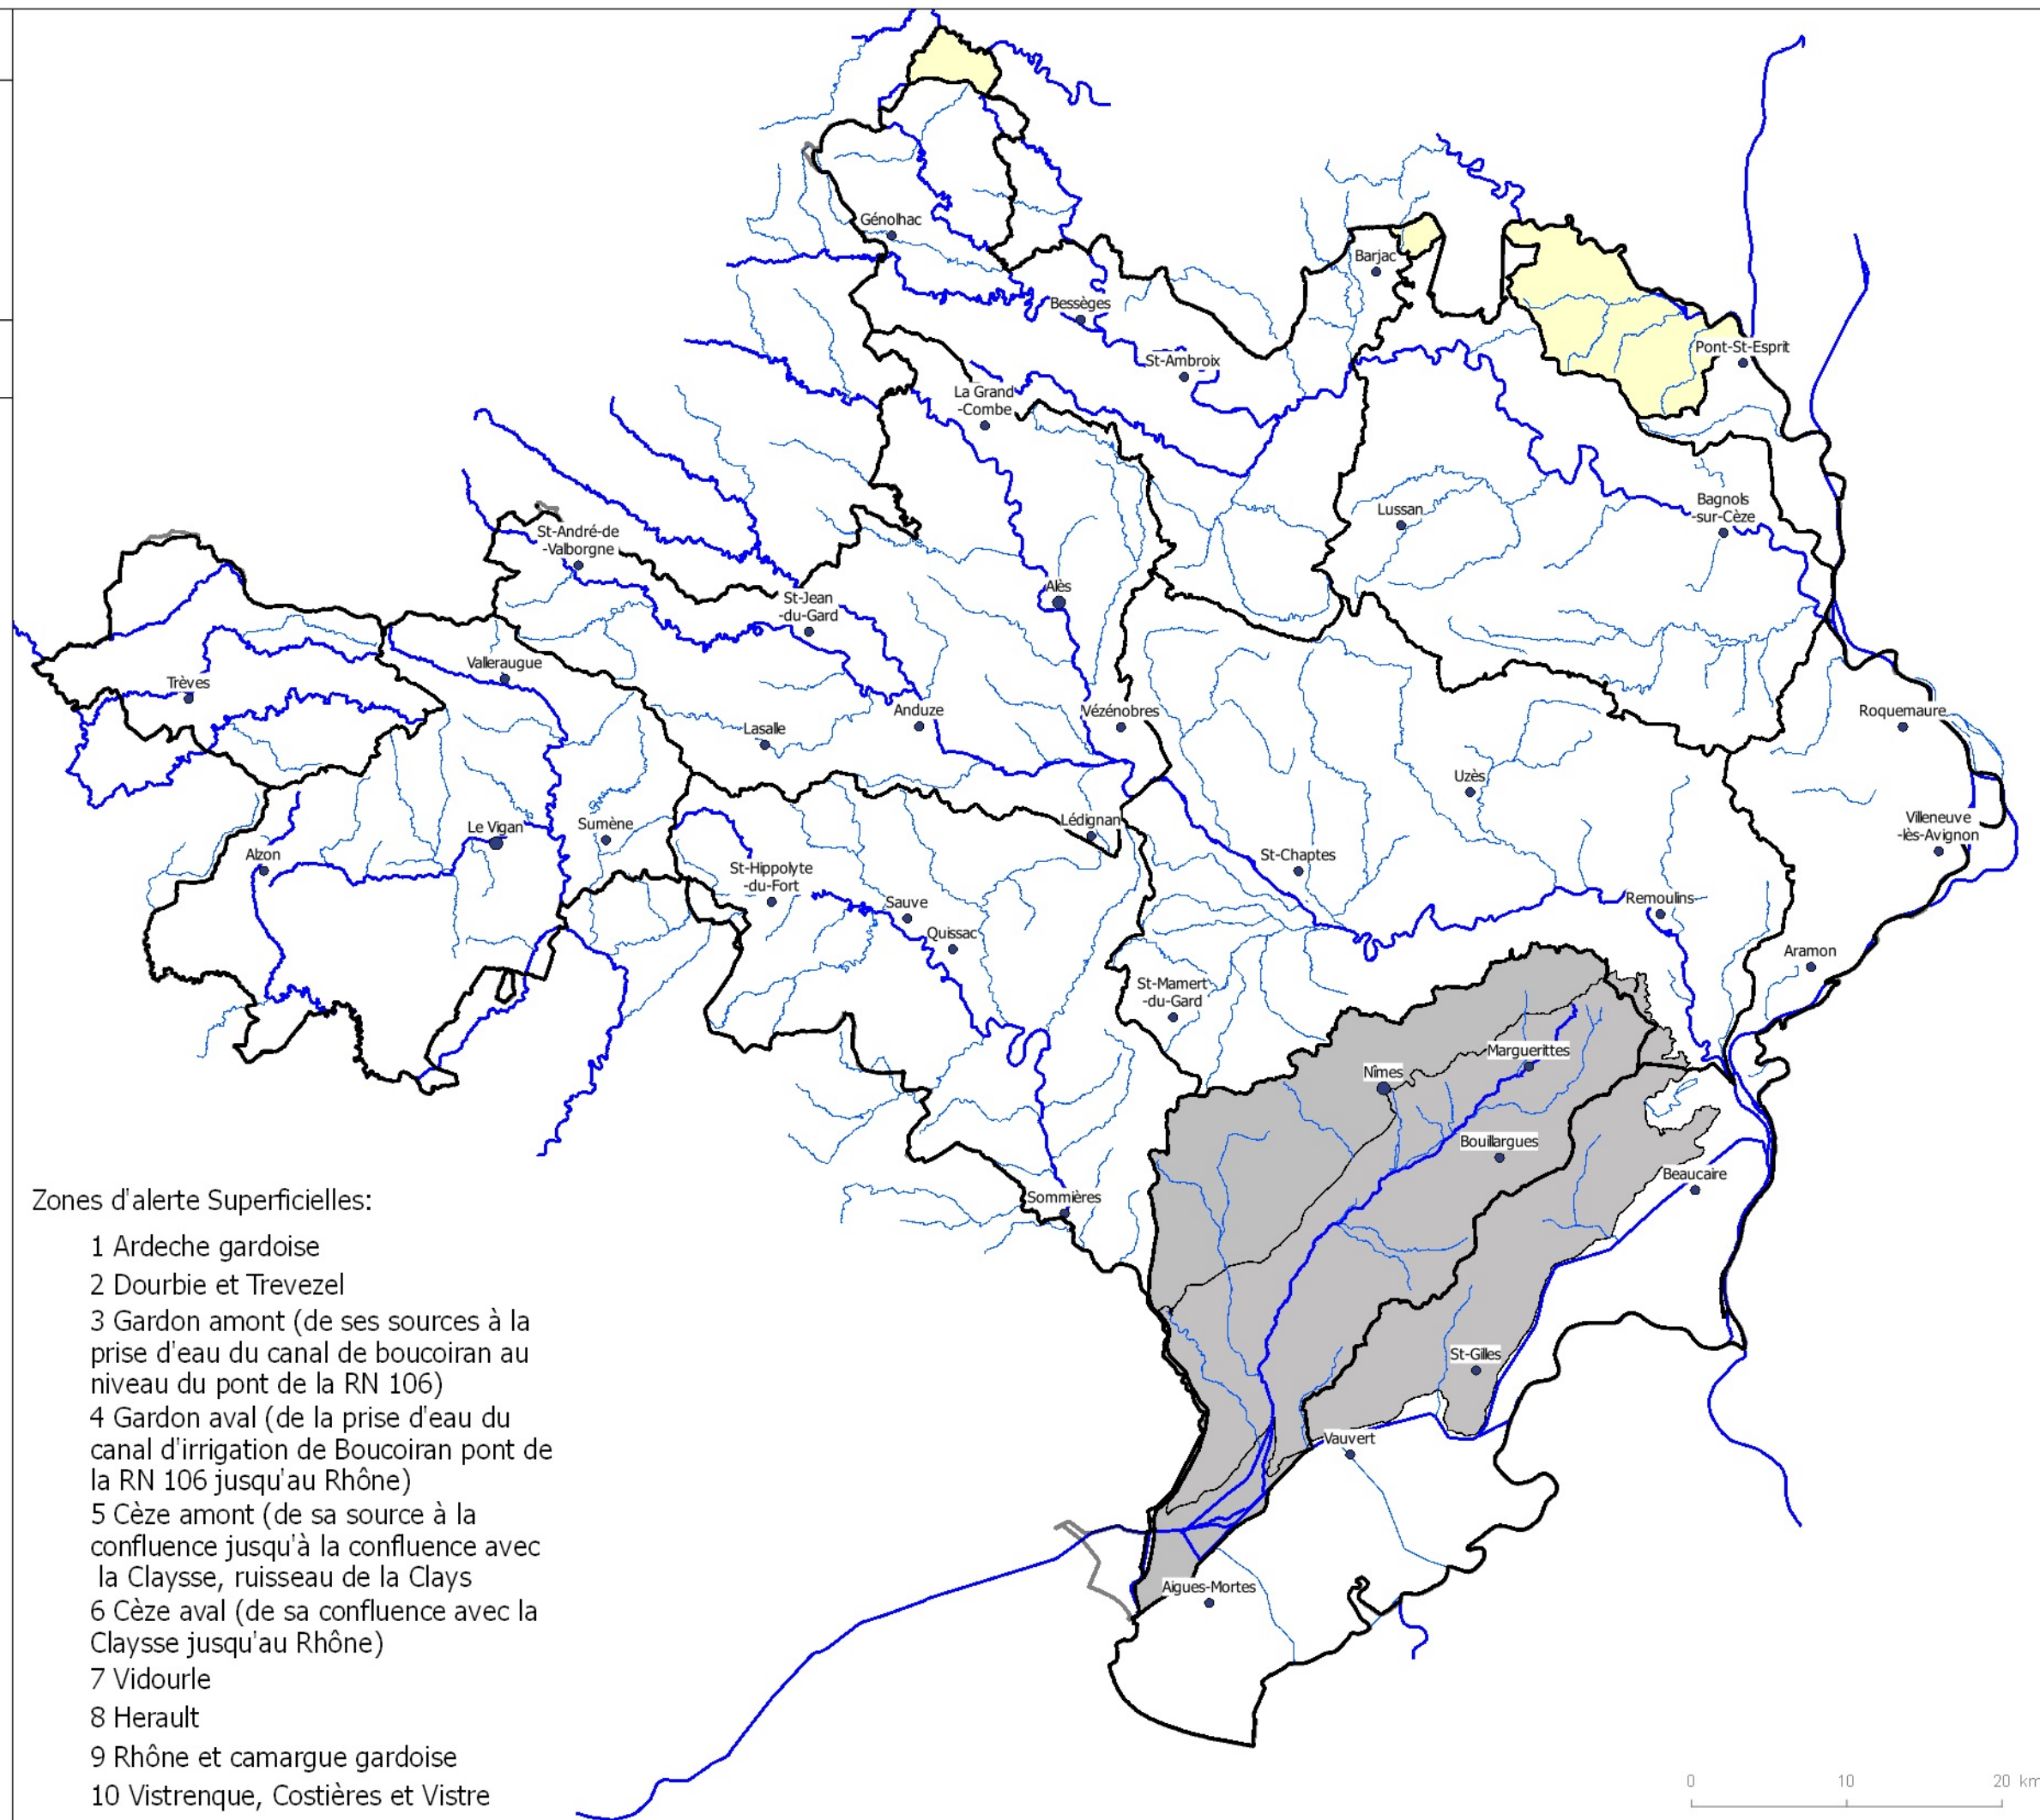 Génolhac
Barjac
Bessèges
Pont-St-Esprit
St-Ambroix
La Grand
-Combe
Lussan
Bagnols
-sur-Cèze
St-André-de
-Valborgne
Alès
St-Jean
-du-Gard
Valleraugue
Trèves
Anduze
Vézénobres
Roquemaure
Lasalle
Uzès
Villeneuve
-lès-Avignon
Le Vigan
Sumène
Lédignan
Alzon
St-Chaptes
St-Hippolyte
-du-Fort
Sauve
Remoulins
Quissac
Aramon
St-Mamert
-du-Gard
Marguerittes
Nîmes
Bouillargues
Beaucaire
Sommières
St-Gilles
Vauvert
Aigues-Mortes
Zones d'alerte Superficielles:
1 Ardeche gardoise
2 Dourbie et Trevezel
3 Gardon amont (de ses sources à la
prise d'eau du canal de boucoiran au
niveau du pont de la RN 106)
4 Gardon aval (de la prise d'eau du
canal d'irrigation de Boucoiran pont de
la RN 106 jusqu'au Rhône)
5 Cèze amont (de sa source à la
confluence jusqu'à la confluence avec
la Claysse, ruisseau de la Clays
6 Cèze aval (de sa confluence avec la
Claysse jusqu'au Rhône)
7 Vidourle
8 Herault
9 Rhône et camargue gardoise
10 Vistrenque, Costières et Vistre
0 10 20 km